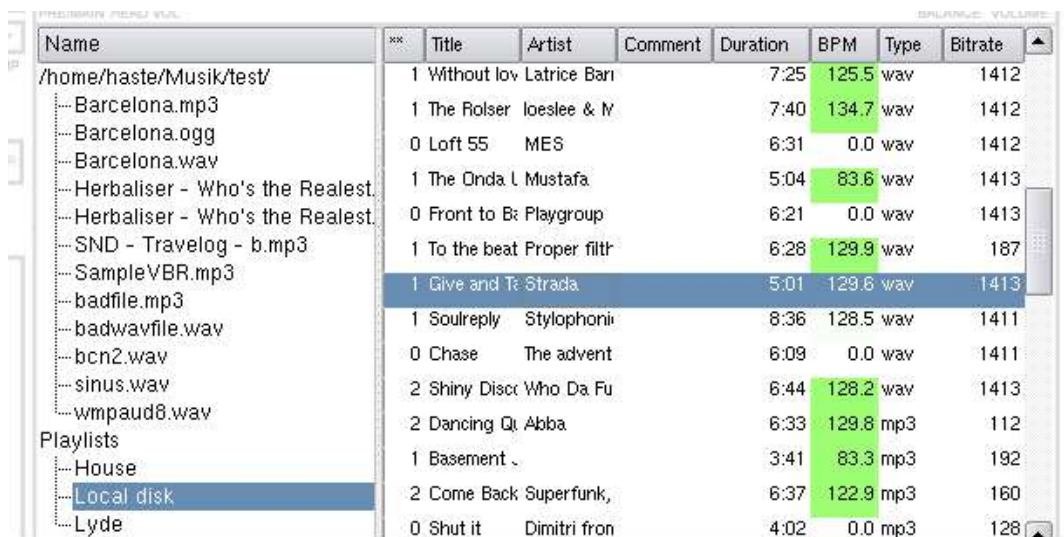 BALANCE VOLUME
Name
/home/haste/Musik/test/
Barcelona.mp3
Barcelona.ogg
Barcelona.wav
Herbaliser - Who's the Realest.
Herbaliser - Who's the Realest.
SND - Travelog - b.mp3
SampleVBR.mp3
badfile.mp3
badwavfile.wav
bcn2.wav
sinus.wav
wmpaud8.wav
Playlists
House
Local disk
Lyde
** Title Artist Comment Duration BPM Type Bitrate
1 Without lov Latrice Barr 7:25 125.5 wav 1412
1 The Rolser loeslee & M 7:40 134.7 wav 1412
0 Loft 55 MES 6:31 0.0 wav 1412
1 The Onda L Mustafa 5:04 83.6 wav 1413
0 Front to Ba Playgroup 6:21 0.0 wav 1413
1 To the beat Proper filth 6:28 129.9 wav 187
1 Give and Ta Strada 5:01 129.6 wav 1413
1 Soulreply Stylophoni 8:36 128.5 wav 1411
0 Chase The advent 6:09 0.0 wav 1411
2 Shiny Disco Who Da Fu 6:44 128.2 wav 1413
2 Dancing Qu Abba 6:33 129.8 mp3 112
1 Basement 3:41 83.3 mp3 192
2 Come Back Superfunk, 6:37 122.9 mp3 160
0 Shut it Dimitri fron 4:02 0.0 mp3 128